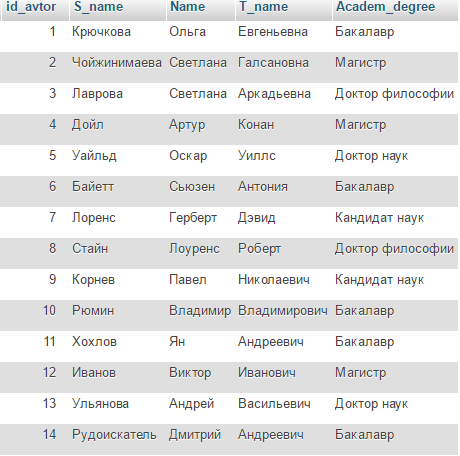 id_avtor S_name Name T_name Academ_degree
1 Крючкова Ольга Евгеньевна Бакалавр
2 Чойжинимаева Светлана Галсановна Магистр
3 Лаврова Светлана Аркадьевна Доктор философии
4 Дойл Артур Конан Магистр
5 Уайльд Оскар Уиллс Доктор наук
6 Байетт Сьюзен Антония Бакалавр
7 Лоренс Герберт Дэвид Кандидат наук
8 Стайн Лоуренс Роберт Доктор философии
9 Корнев Павел Николаевич Кандидат наук
10 Рюмин Владимир Владимирович Бакалавр
11 Хохлов Ян Андреевич Бакалавр
12 Иванов Виктор Иванович Магистр
13 Ульянова Андрей Васильевич Доктор наук
14 Рудоискатель Дмитрий Андреевич Бакалавр